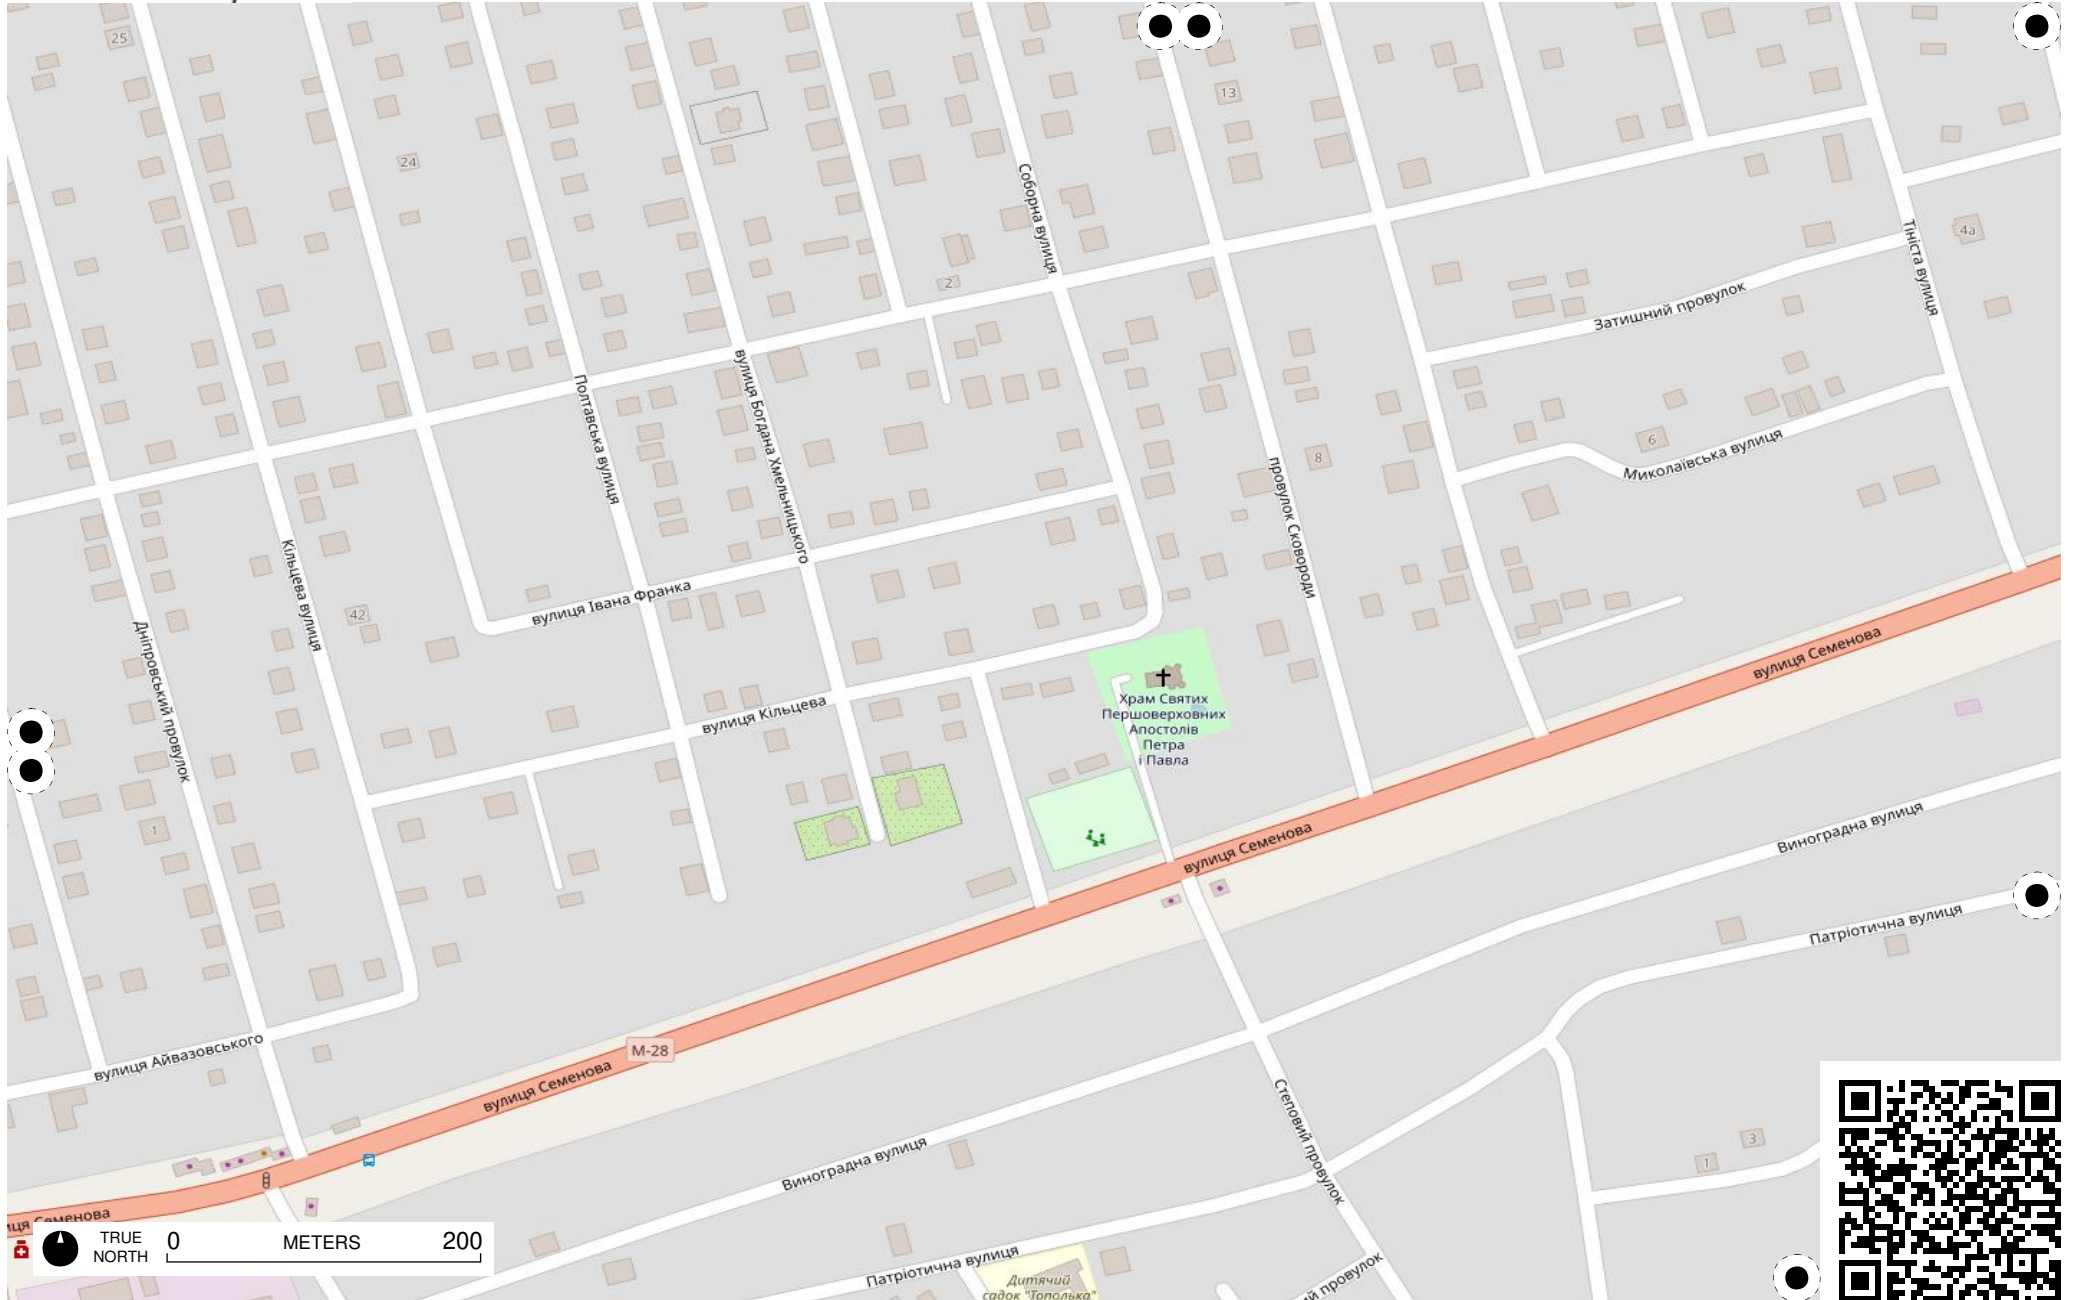 25
13
24
Соборна вулиця
Тініста вулиця
4a
2
Затишний провулок
вулиця Богдана Хмельницького
Полтавська вулиця
6
Миколаївська вулиця
8
провулок Сковороди
Кільцева вулиця
вулиця Івана Франка
42
Дніпровський провулок
вулиця Семенова
Храм Святих
Першоверховних
Апостолів
Петра
і Павла
вулиця Кільцева
1
Виноградна вулиця
вулиця Семенова
Патріотична вулиця
вулиця Айвазовського
M-28
вулиця Семенова
Степовий провулок
3
1
Виноградна вулиця
Семенова
TRUE
NORTH
0 METERS 200
Патріотична вулиця
Дитячий
садок "Тополька"
провулок